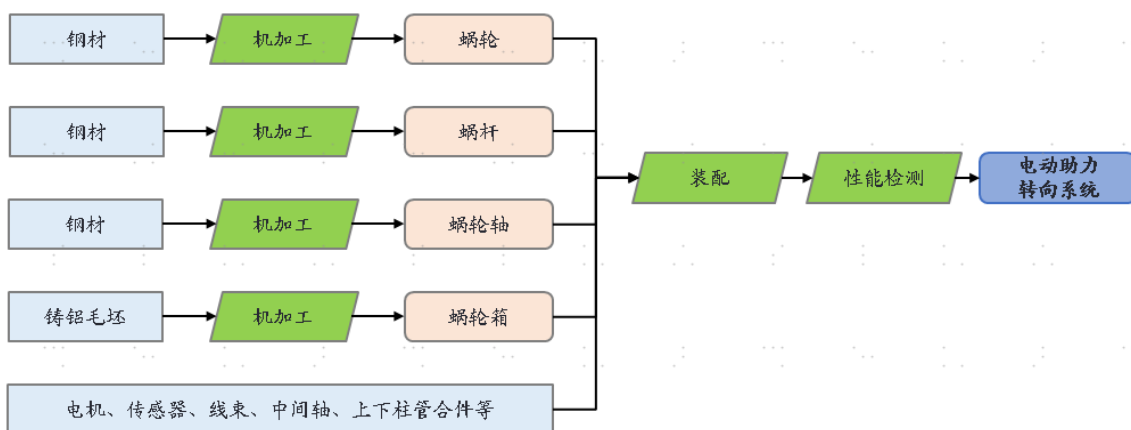 钢材 机加工 蜗轮
钢材 机加工 蜗杆
装配 性能检测 电动助力
转向系统
钢材 机加工 蜗轮轴
铸铝毛坯 机加工 蜗轮箱
电机、传感器、线束、中间轴、上下柱管合件等